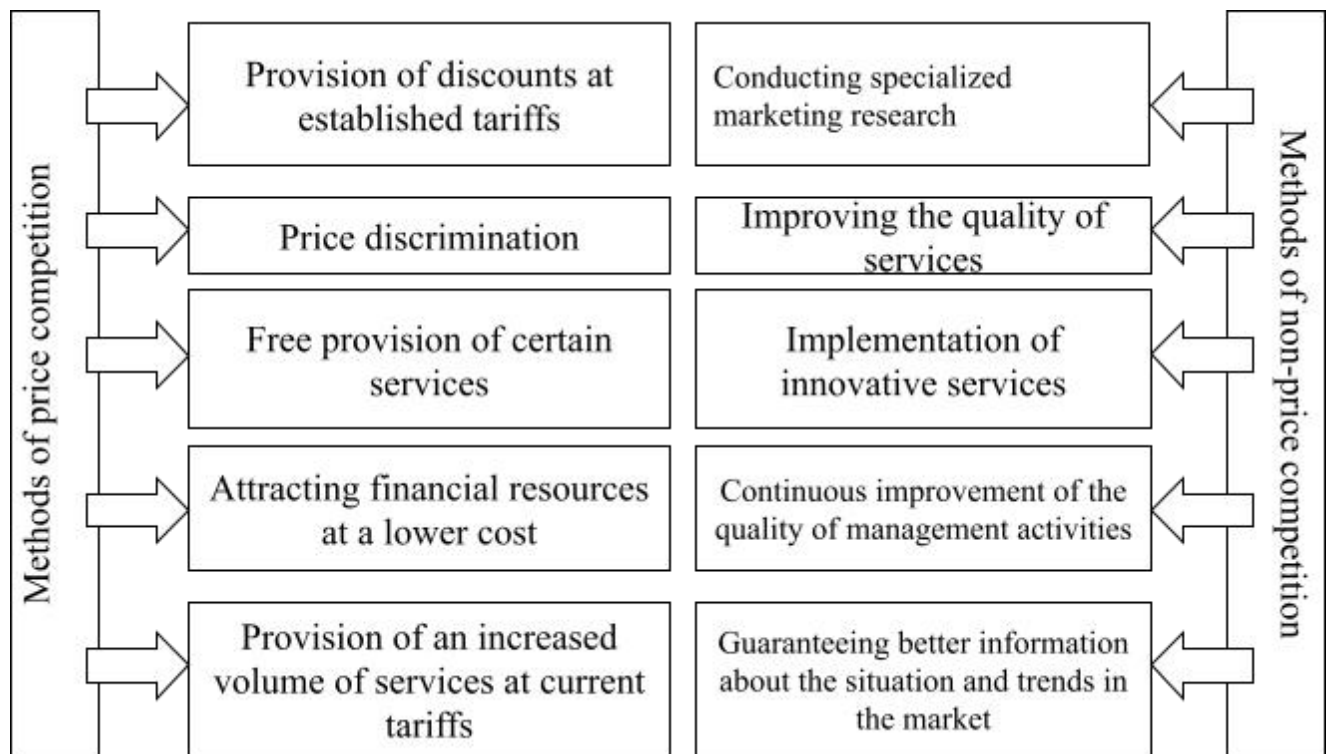 Methods of price competition
Provision of discounts at
established tariffs
Price discrimination
Free provision of certain
services
Attracting financial resources
at a lower cost
Provision of an increased
volume of services at current
tariffs
Conducting specialized
marketing research
Improving the quality of
services
Implementation of
innovative services
Continuous improvement of the
quality of management activities
Guaranteeing better information
about the situation and trends in
the market
Methods of non-price competition